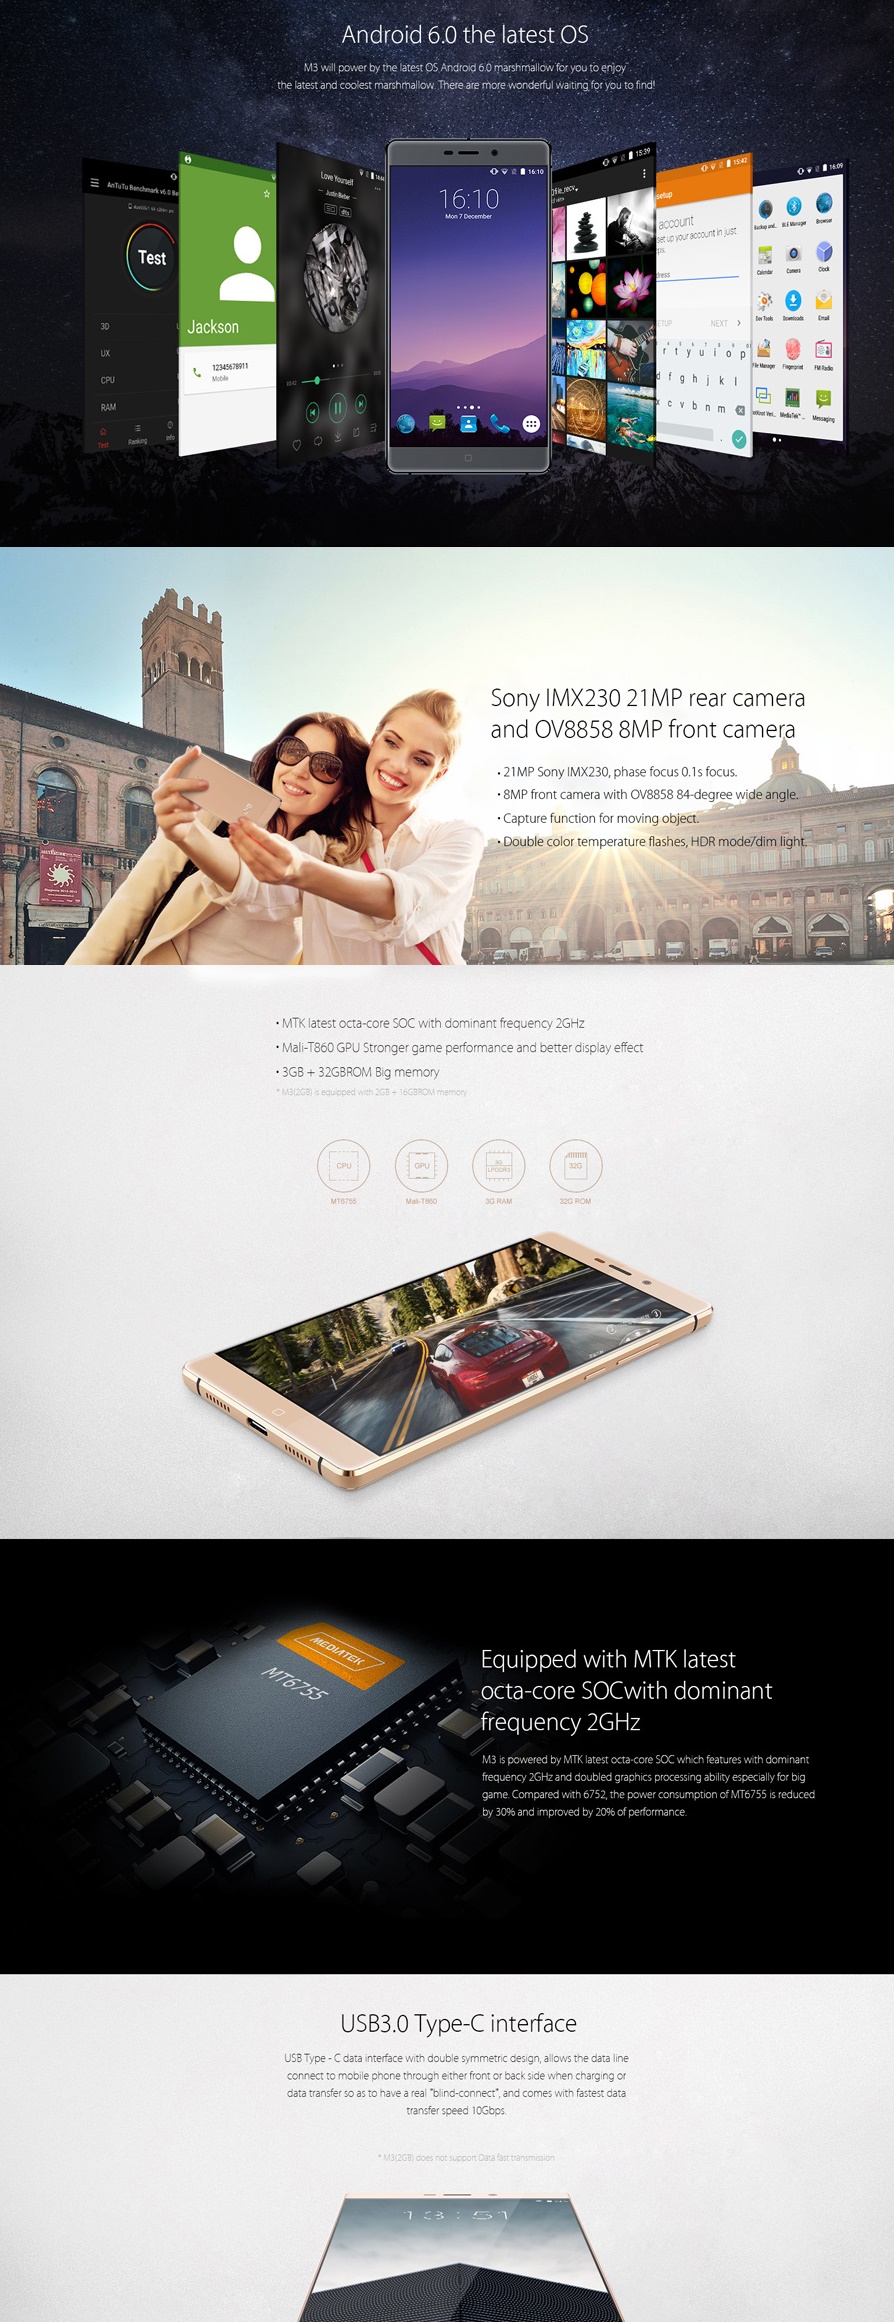 Android 6.0 the latest OS
M3 will power by the latest OS Android 6.0 marshmallow for you to enjoy
the latest and coolest marshmallow. There are more wonderful waiting for you to find!
AnTuTu Benchmark v6.0 Be
Test
3D
UX
CPU
RAM
Test
Ranking
Info
Jackson
12345678911
Mobile
Love Yourself
Justin Bieber
16:10
16:10
Mon 7 December
15:39
15:42
setup
account
set up your account in just
NEXT
r t y u i o p
d f g h j k l
x c v b n m
16:09
Backup and...
BLE Manager
Browser
Calendar
Camera
Clock
Dev Tools
Downloads
Email
File Manager
Fingerprint
FM Radio
MediaTek™...
Messaging
Sony IMX230 21MP rear camera
and OV8858 8MP front camera
• 21MP Sony IMX230, phase focus 0.1s focus.
• 8MP front camera with OV8858 84-degree wide angle.
• Capture function for moving object.
• Double color temperature flashes, HDR mode/dim light.
• MTK latest octa-core SOC with dominant frequency 2GHz
• Mali-T860 GPU Stronger game performance and better display effect
• 3GB + 32GBROM Big memory
* M3(2GB) is equipped with 2GB + 16GBROM memory
CPU
GPU
3G
LPDDR3
32G
MT6755
Mali-T860
3G RAM
32G ROM
MEDIATEK
MT6755
Equipped with MTK latest
octa-core SOCwith dominant
frequency 2GHz
M3 is powered by MTK latest octa-core SOC which features with dominant
frequency 2GHz and doubled graphics processing ability especially for big
game. Compared with 6752, the power consumption of MT6755 is reduced
by 30% and improved by 20% of performance.
USB3.0 Type-C interface
USB Type - C data interface with double symmetric design, allows the data line
connect to mobile phone through either front or back side when charging or
data transfer so as to have a real "blind-connect", and comes with fastest data
transfer speed 10Gbps.
* M3(2GB) does not support Data fast transmission
13:51